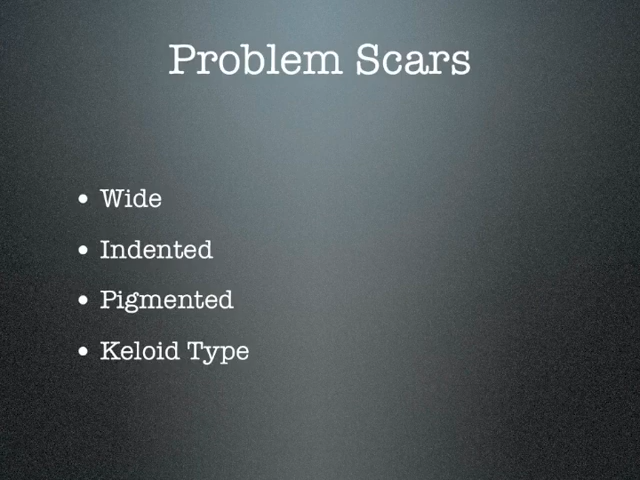 Problem Scars
• Wide
• Indented
• Pigmented
• Keloid Type